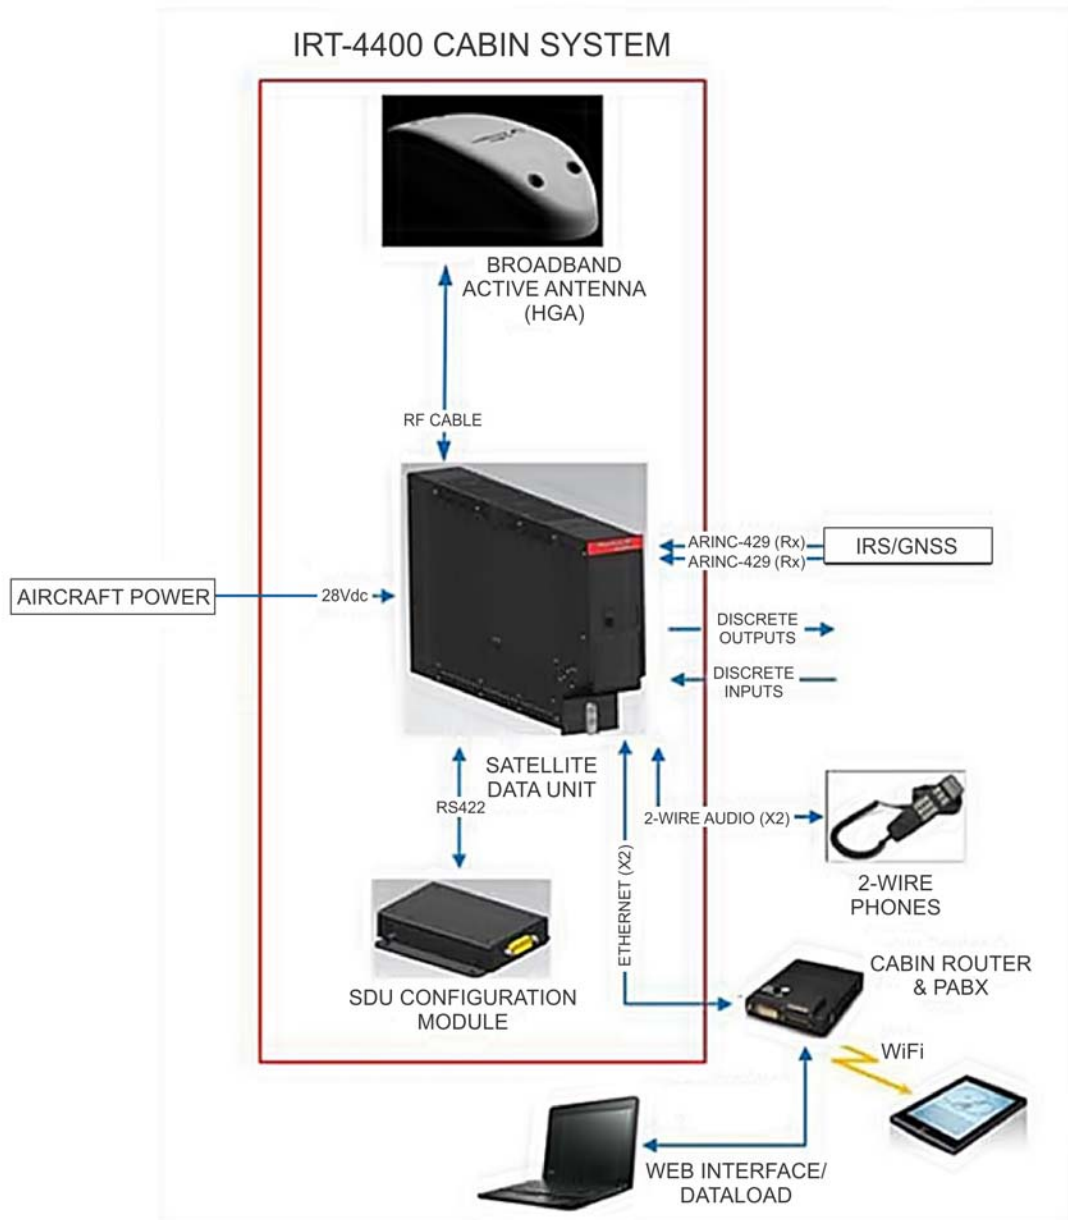 IRT-4400 CABIN SYSTEM
BROADBAND
ACTIVE ANTENNA
(HGA)
RF CABLE
ARINC-429 (Rx)
ARINC-429 (Rx)
IRS/GNSS
AIRCRAFT POWER
28Vdc
DISCRETE
OUTPUTS
DISCRETE
INPUTS
SATELLITE
DATA UNIT
RS422
2-WIRE AUDIO (X2)
ETHERNET (X2)
2-WIRE
PHONES
SDU CONFIGURATION
MODULE
CABIN ROUTER
& PABX
WiFi
WEB INTERFACE/
DATALOAD